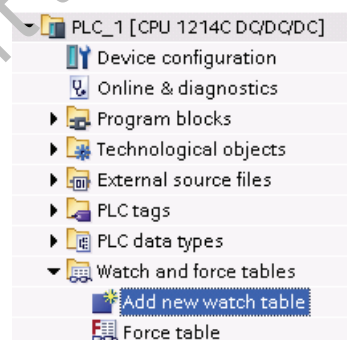 PLC_1 [CPU 1214C DC/DC/DC]
Device configuration
Online & diagnostics
Program blocks
Technological objects
External source files
PLC tags
PLC data types
Watch and force tables
Add new watch table
Force table